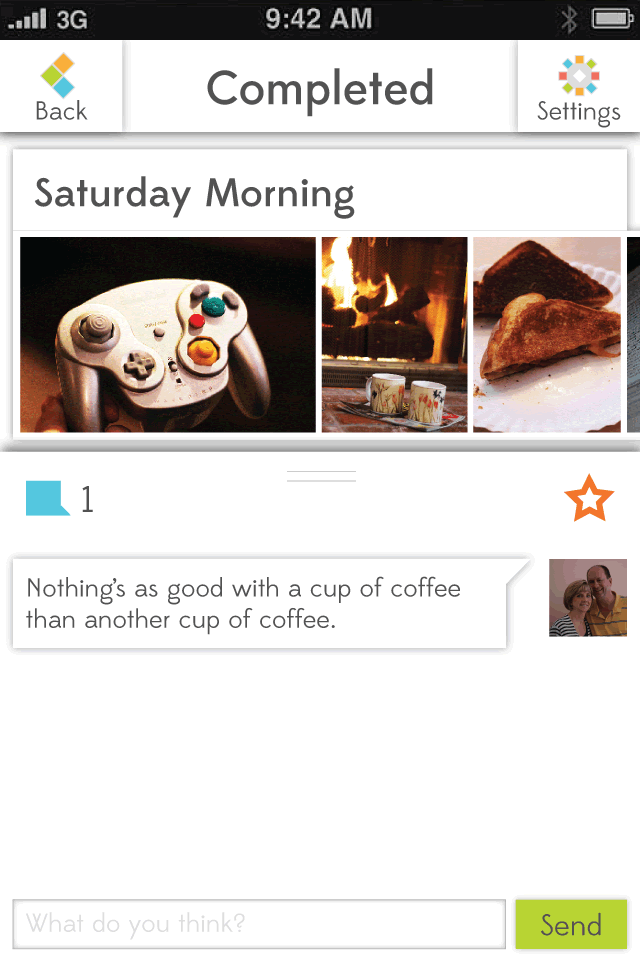 3G
9:42 AM
Back
Completed
Settings
Saturday Morning
1
Nothing's as good with a cup of coffee
than another cup of coffee.
What do you think?
Send